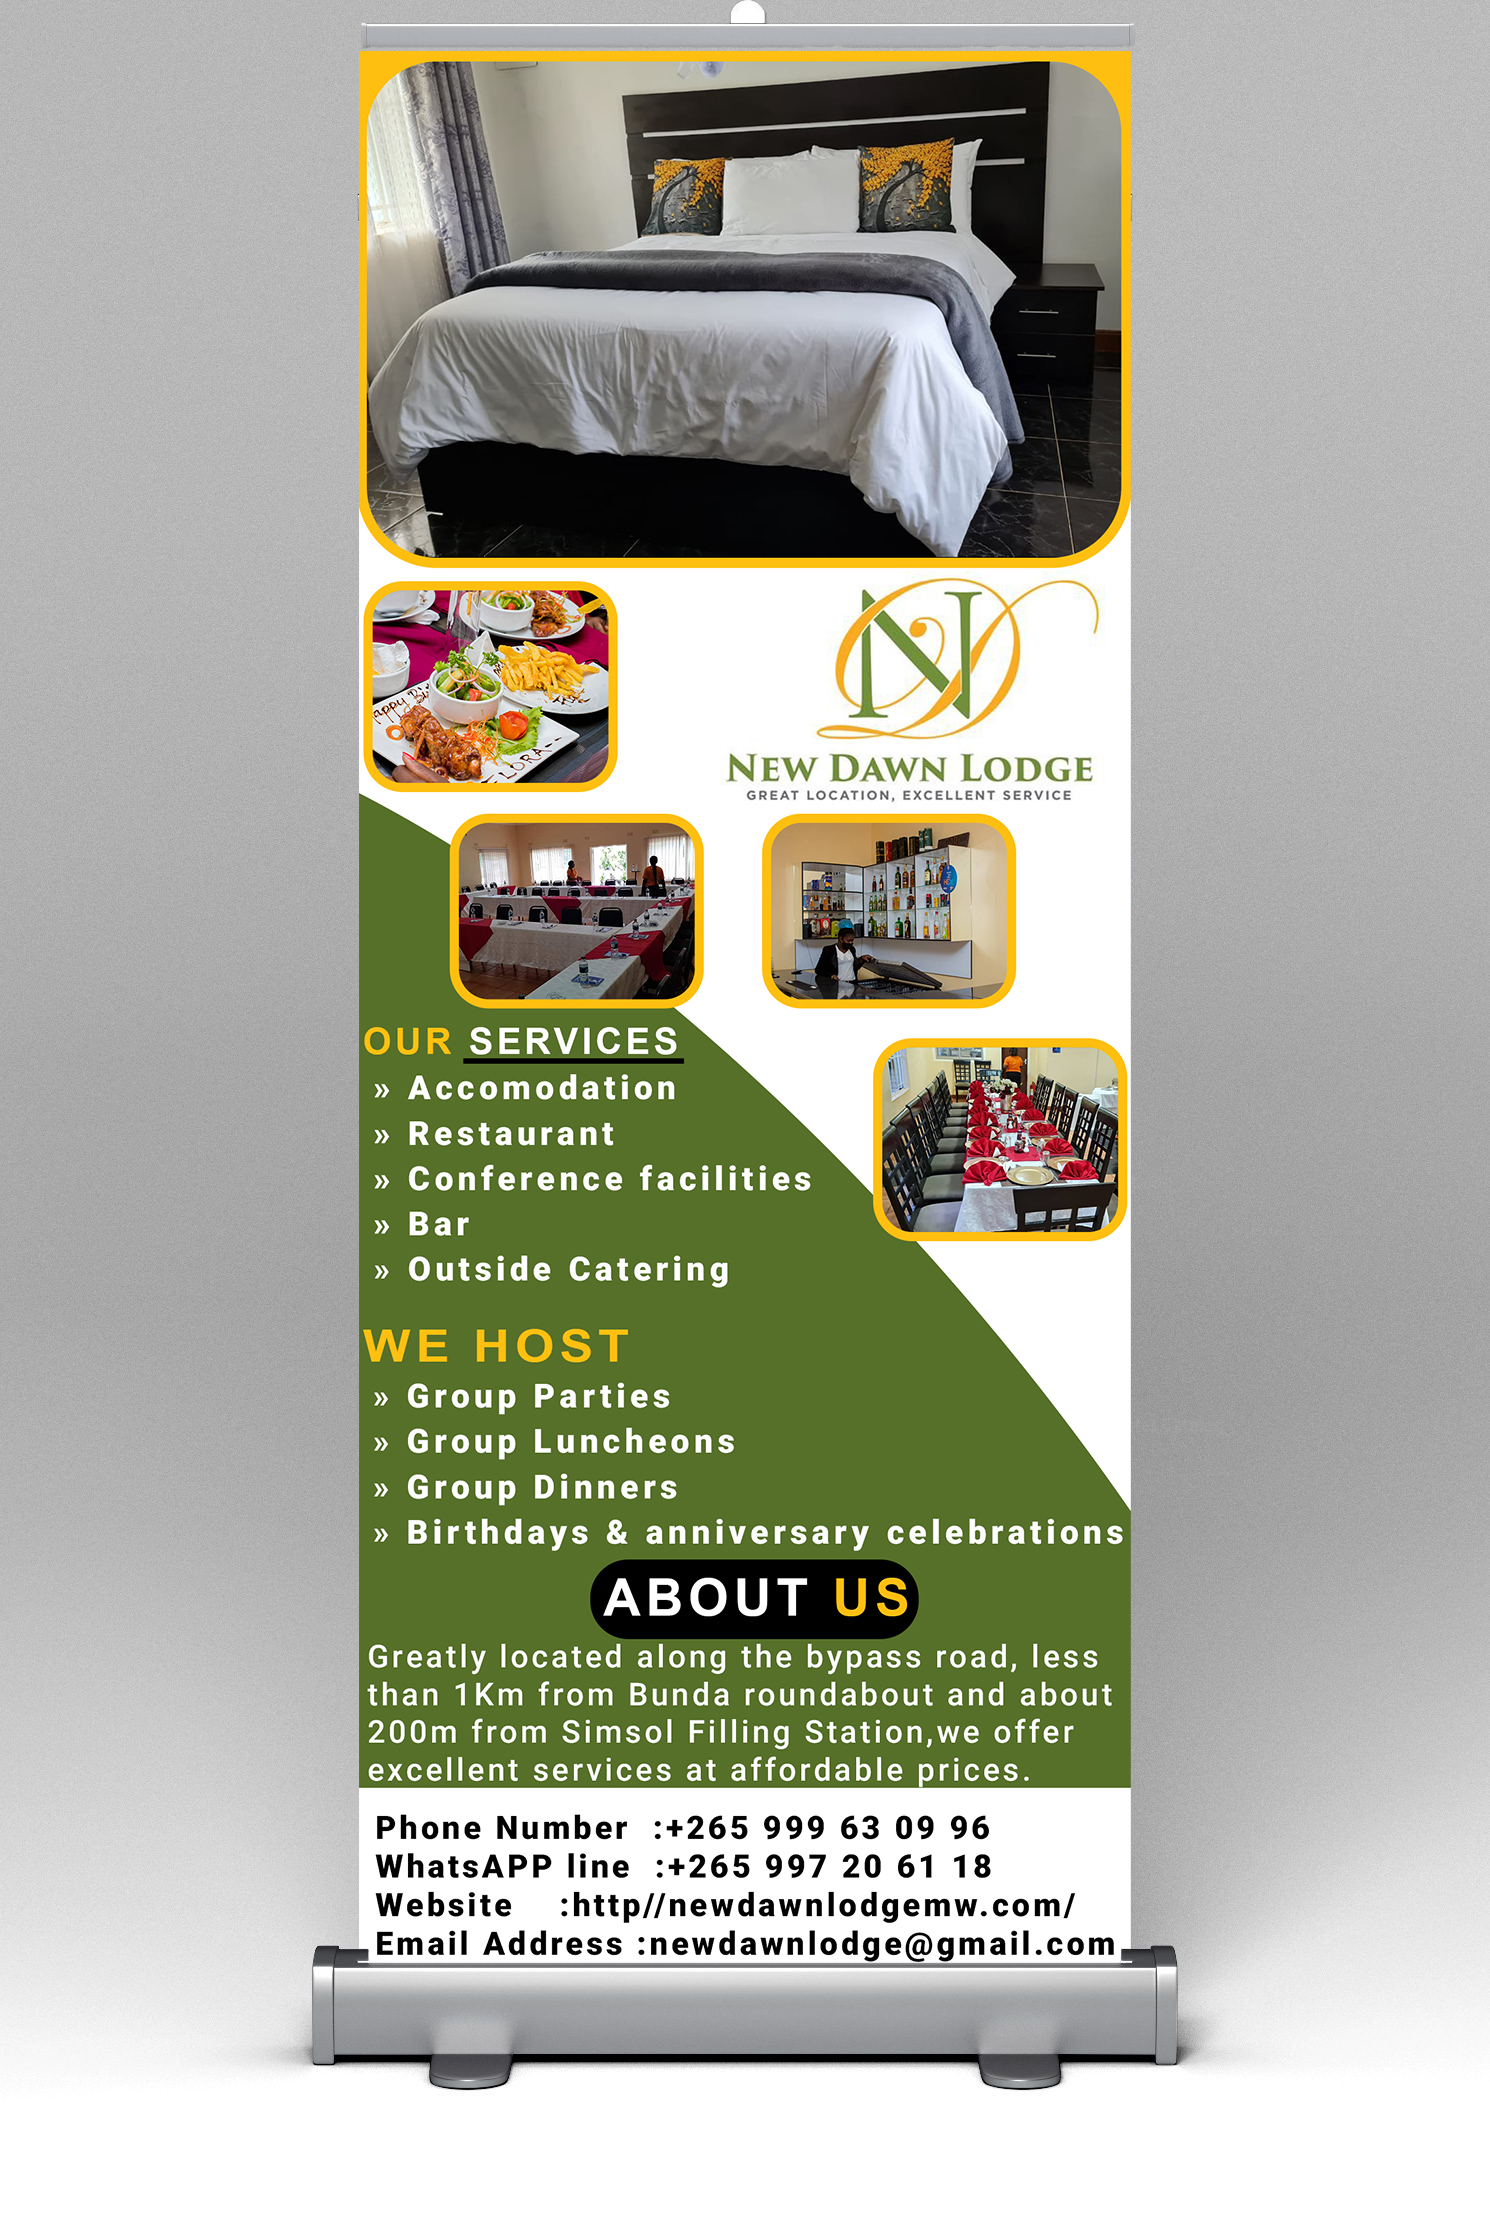 Happy Bi
LORA--
ND
NEW DAWN LODGE
GREAT LOCATION, EXCELLENT SERVICE
OUR SERVICES
» Accomodation
» Restaurant
» Conference facilities
» Bar
» Outside Catering
WE HOST
» Group Parties
» Group Luncheons
» Group Dinners
» Birthdays & anniversary celebrations
ABOUT US
Greatly located along the bypass road, less
than 1Km from Bunda roundabout and about
200m from Simsol Filling Station,we offer
excellent services at affordable prices.
Phone Number :+265 999 63 09 96
WhatsAPP line :+265 997 20 61 18
Website :http//newdawnlodgemw.com/
Email Address :newdawnlodge@gmail.com